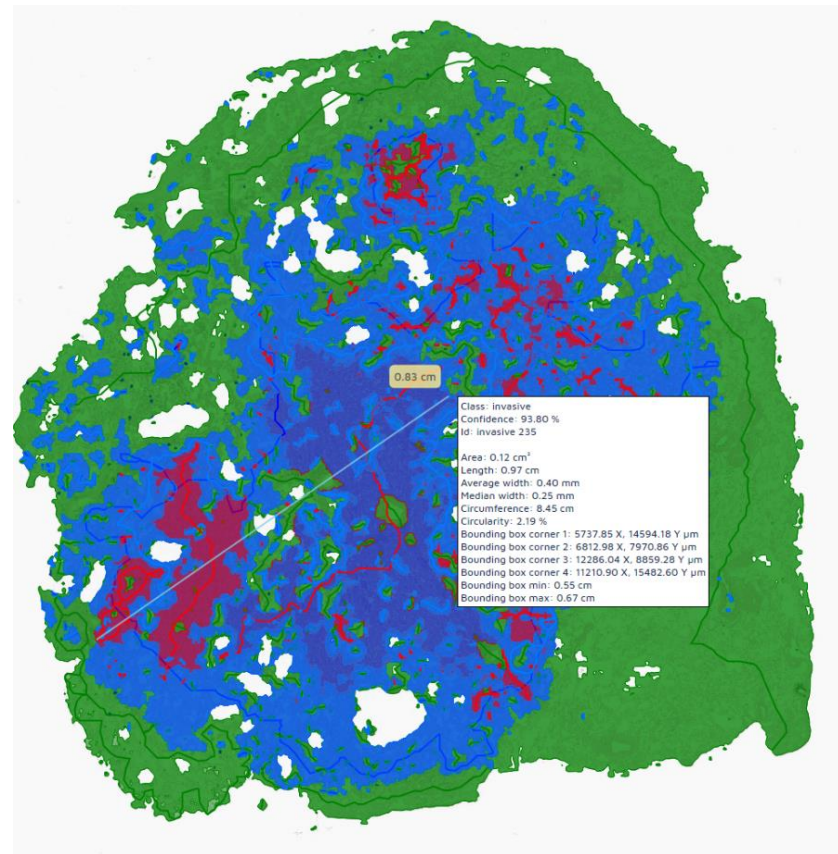 0.83 cm
Class: invasive
Confidence: 93.80 %
Id: invasive 235
Area: 0.12 cm²
Length: 0.97 cm
Average width: 0.40 mm
Median width: 0.25 mm
Circumference: 8.45 cm
Circularity: 2.19 %
Bounding box corner 1: 5737.85 X, 14594.18 Y µm
Bounding box corner 2: 6812.98 X, 7970.86 Y µm
Bounding box corner 3: 12286.04 X, 8859.28 Y µm
Bounding box corner 4: 11210.90 X, 15482.60 Y µm
Bounding box min: 0.55 cm
Bounding box max: 0.67 cm